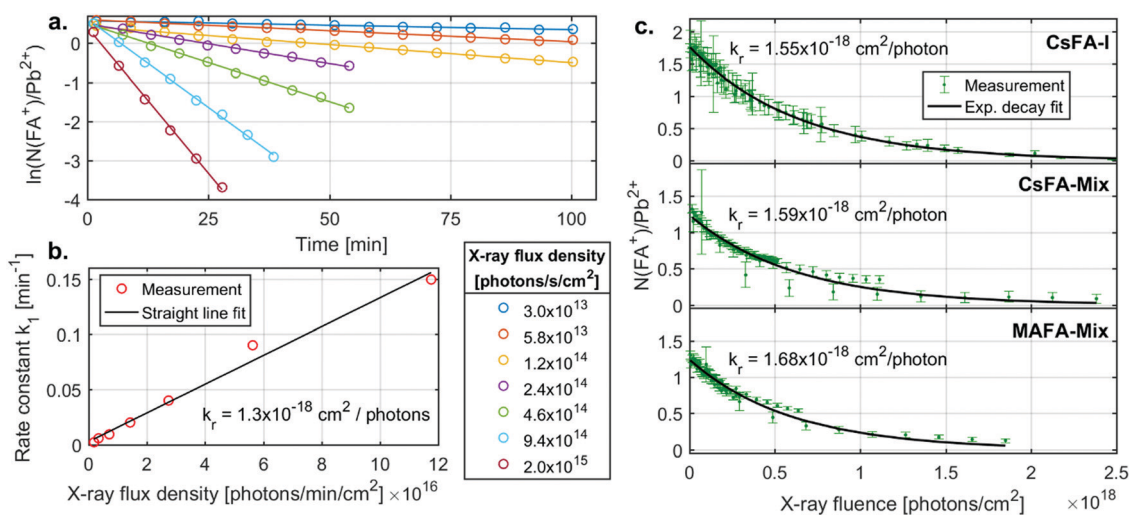 a.
ln(N(FA⁺)/Pb²⁺)
0
-1
-2
-3
-4
0
25
50
75
100
Time [min]
b.
Rate constant k₁ [min⁻¹]
0.15
0.1
0.05
0
Measurement
Straight line fit
kᵣ = 1.3x10⁻¹⁸ cm² / photons
0
2
4
6
8
10
12
X-ray flux density [photons/min/cm²] ×10¹⁶
X-ray flux density
[photons/s/cm²]
3.0x10¹³
5.8x10¹³
1.2x10¹⁴
2.4x10¹⁴
4.6x10¹⁴
9.4x10¹⁴
2.0x10¹⁵
c.
N(FA⁺)/Pb²⁺
2
1.5
1
0.5
0
kᵣ = 1.55x10⁻¹⁸ cm²/photon
CsFA-I
Measurement
Exp. decay fit
1.5
1
0.5
0
kᵣ = 1.59x10⁻¹⁸ cm²/photon
CsFA-Mix
1.5
1
0.5
0
kᵣ = 1.68x10⁻¹⁸ cm²/photon
MAFA-Mix
0
0.5
1
1.5
2
2.5
X-ray fluence [photons/cm²]
×10¹⁸